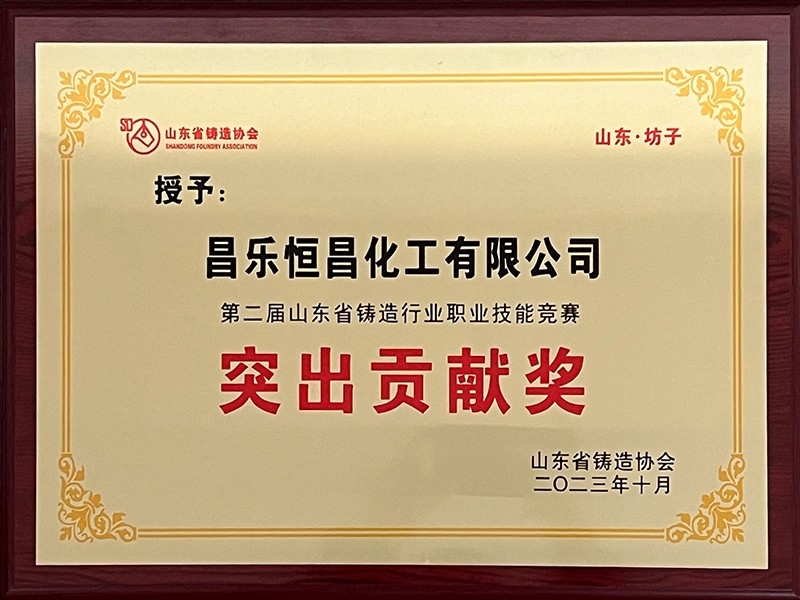 SD
山东省铸造协会
SHANDONG FOUNDRY ASSOCIATION
山东·坊子
授予：
昌乐恒昌化工有限公司
第二届山东省铸造行业职业技能竞赛
突出贡献奖
山东省铸造协会
二〇二三年十月